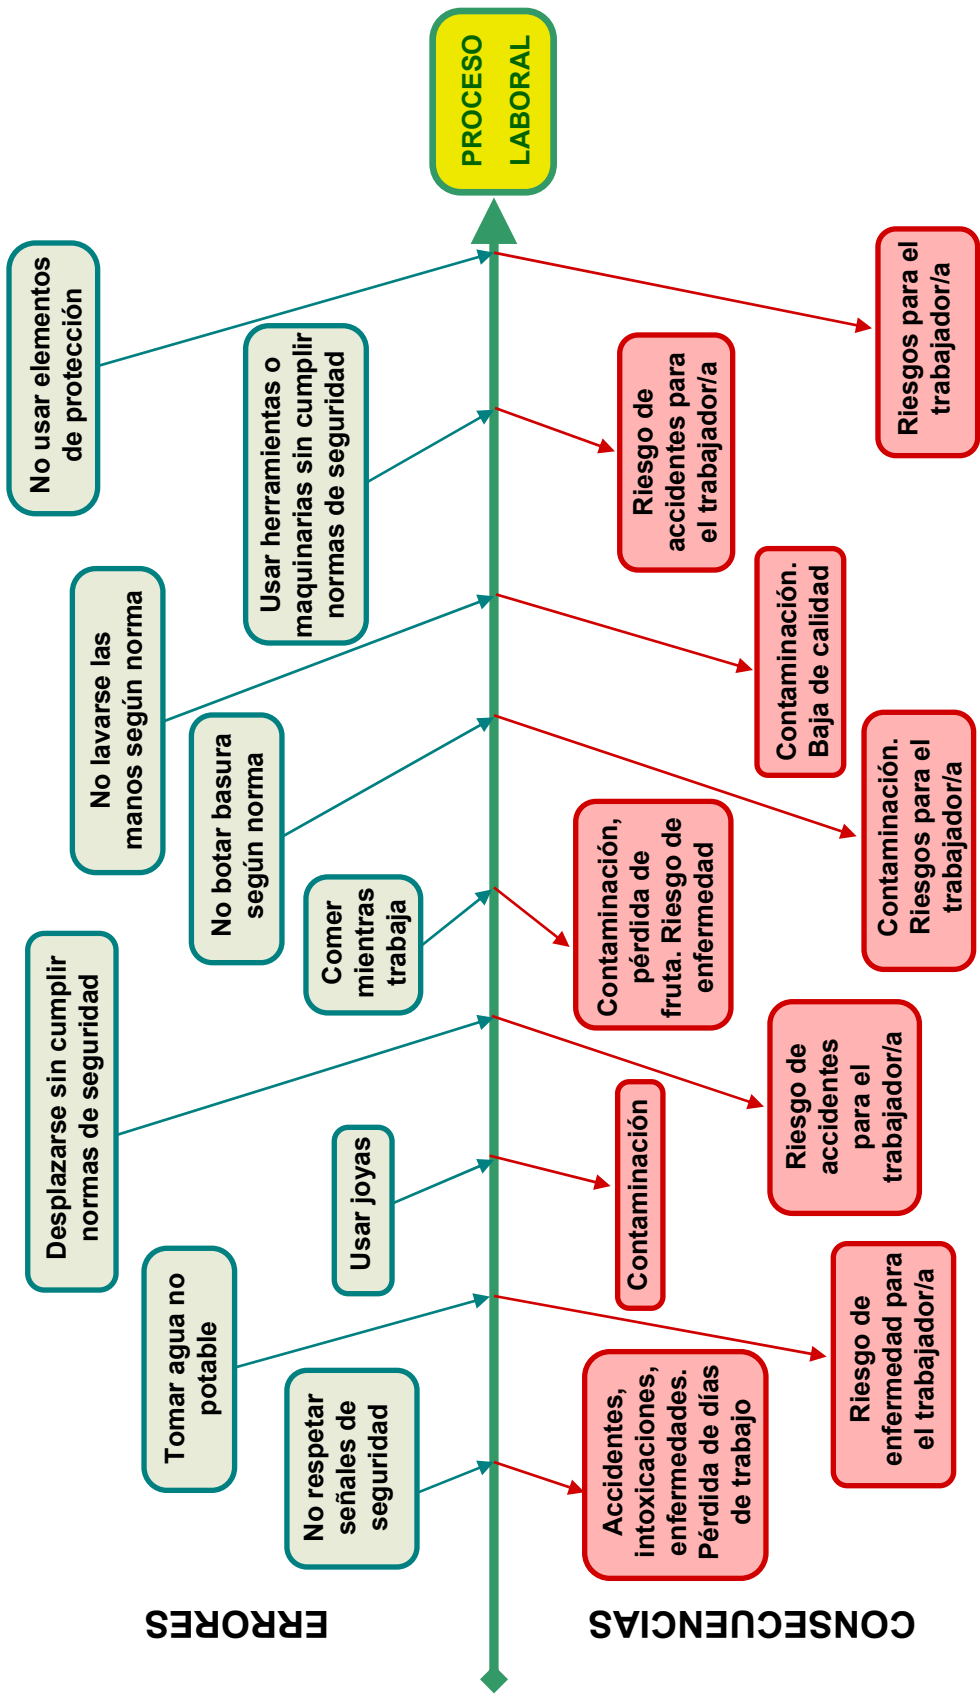 ERRORES
No respetar
señales de
seguridad
Tomar agua no
potable
Usar joyas
Desplazarse sin cumplir
normas de seguridad
Comer
mientras
trabaja
No botar basura
según norma
No lavarse las
manos según norma
Usar herramientas o
maquinarias sin cumplir
normas de seguridad
No usar elementos
de protección
PROCESO
LABORAL
CONSECUENCIAS
Accidentes,
intoxicaciones,
enfermedades.
Pérdida de días
de trabajo
Riesgo de
enfermedad para
el trabajador/a
Contaminación
Riesgo de
accidentes
para el
trabajador/a
Contaminación,
pérdida de
fruta. Riesgo de
enfermedad
Contaminación.
Riesgos para el
trabajador/a
Contaminación.
Baja de calidad
Riesgo de
accidentes para
el trabajador/a
Riesgos para el
trabajador/a